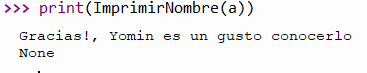 >>> print(ImprimirNombre(a))
Gracias!, Yomin es un gusto conocerlo
None